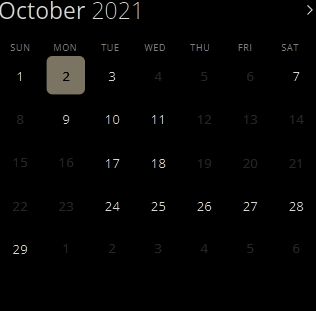 October 2021
SUN MON TUE WED THU FRI SAT
1 2 3 4 5 6 7
8 9 10 11 12 13 14
15 16 17 18 19 20 21
22 23 24 25 26 27 28
29 1 2 3 4 5 6